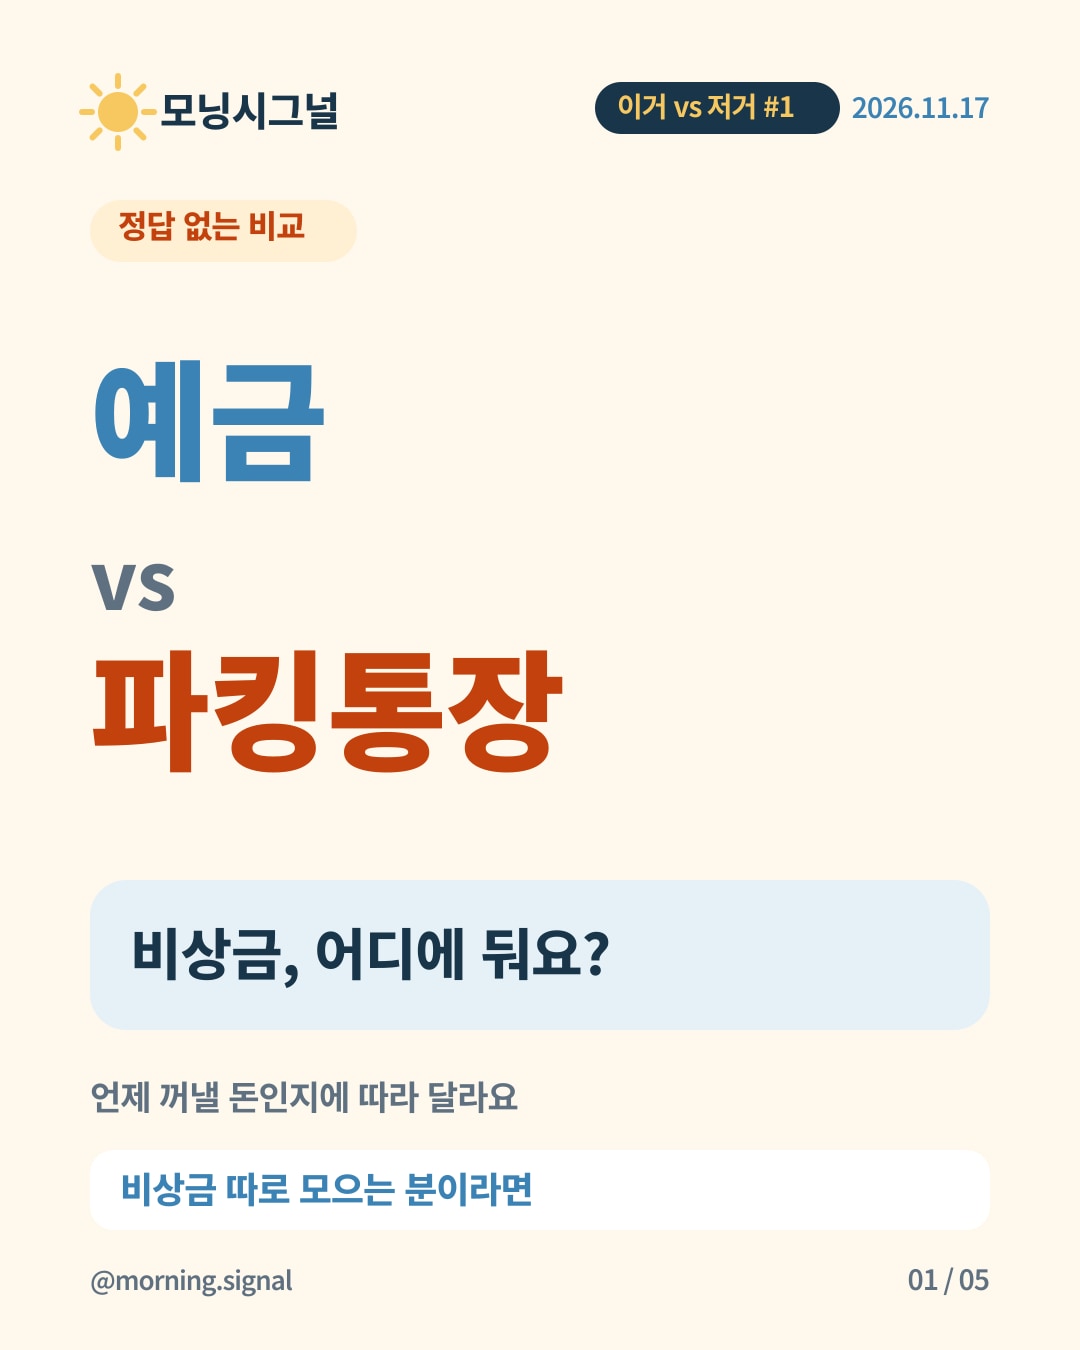 모닝시그널
이거 vs 저거 #1
2026.11.17
정답 없는 비교
예금
vs
파킹통장
비상금, 어디에 둬요?
언제 꺼낼 돈인지에 따라 달라요
비상금 따로 모으는 분이라면
@morning.signal
01 / 05